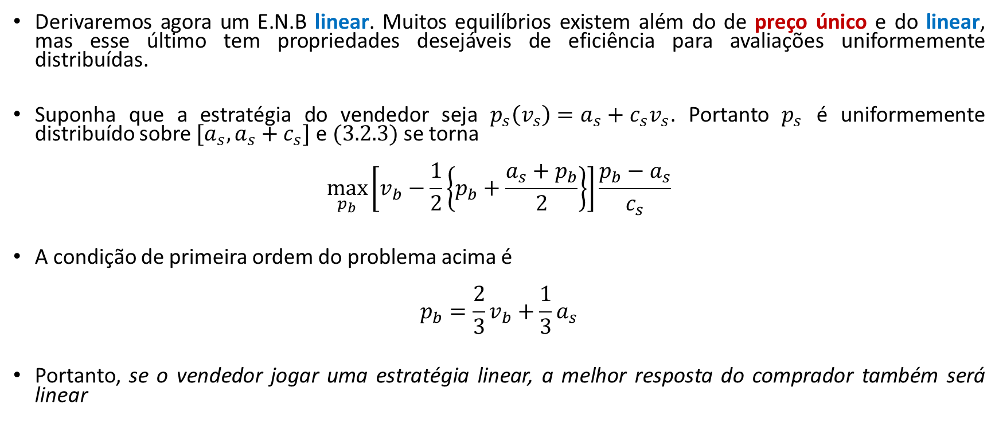 • Derivaremos agora um E.N.B linear. Muitos equilíbrios existem além do de preço único e do linear,
mas esse último tem propriedades desejáveis de eficiência para avaliações uniformemente
distribuídas.
• Suponha que a estratégia do vendedor seja $p_s(v_s) = a_s + c_s v_s$. Portanto $p_s$ é uniformemente
distribuído sobre $[a_s, a_s + c_s]$ e (3.2.3) se torna
$\max_{p_b} \left[ v_b - \frac{1}{2} \left\{ p_b + \frac{a_s + p_b}{2} \right\} \right] \frac{p_b - a_s}{c_s}$
• A condição de primeira ordem do problema acima é
$p_b = \frac{2}{3} v_b + \frac{1}{3} a_s$
• Portanto, se o vendedor jogar uma estratégia linear, a melhor resposta do comprador também será
linear